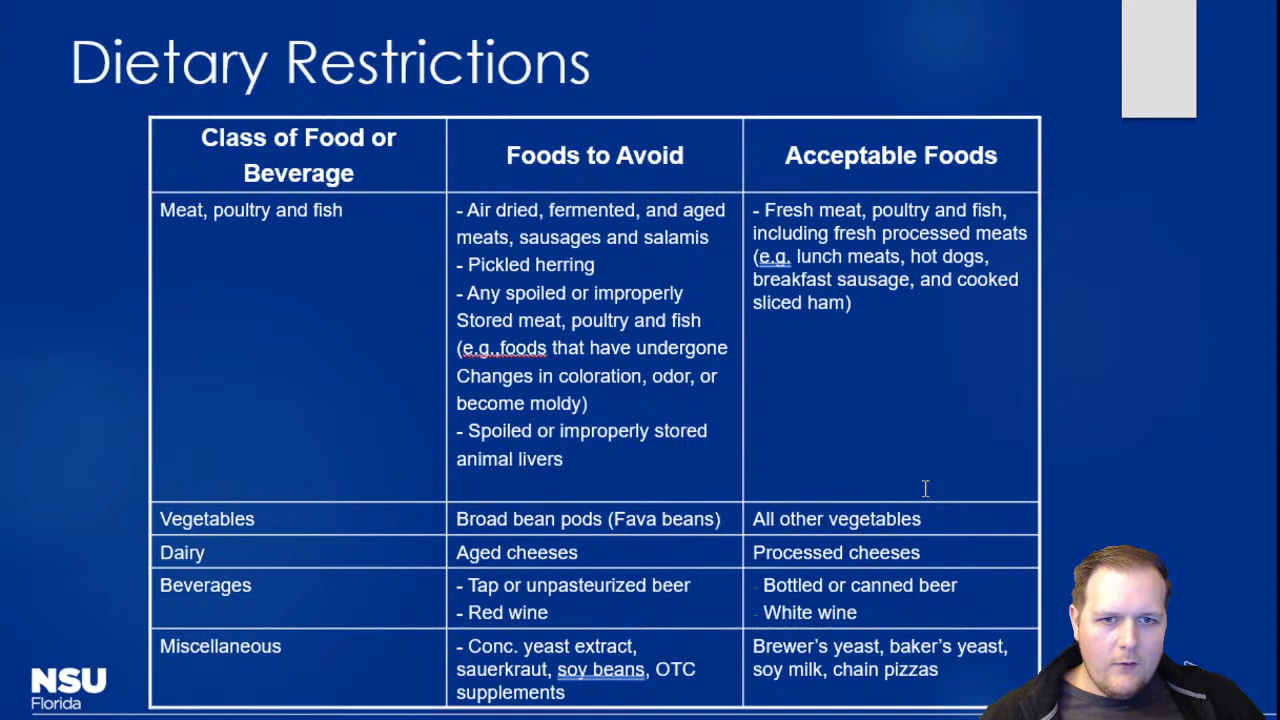 Dietary Restrictions
Class of Food or
Beverage
Foods to Avoid
Acceptable Foods
Meat, poultry and fish
- Air dried, fermented, and aged
meats, sausages and salamis
- Pickled herring
- Any spoiled or improperly
Stored meat, poultry and fish
(e.g.,foods that have undergone
Changes in coloration, odor, or
become moldy)
- Spoiled or improperly stored
animal livers
- Fresh meat, poultry and fish,
including fresh processed meats
(e.g. lunch meats, hot dogs,
breakfast sausage, and cooked
sliced ham)
Vegetables
Broad bean pods (Fava beans)
All other vegetables
Dairy
Aged cheeses
Processed cheeses
Beverages
- Tap or unpasteurized beer
- Red wine
- Bottled or canned beer
- White wine
Miscellaneous
- Conc. yeast extract,
sauerkraut, soy beans, OTC
supplements
Brewer's yeast, baker's yeast,
soy milk, chain pizzas
NSU
Florida